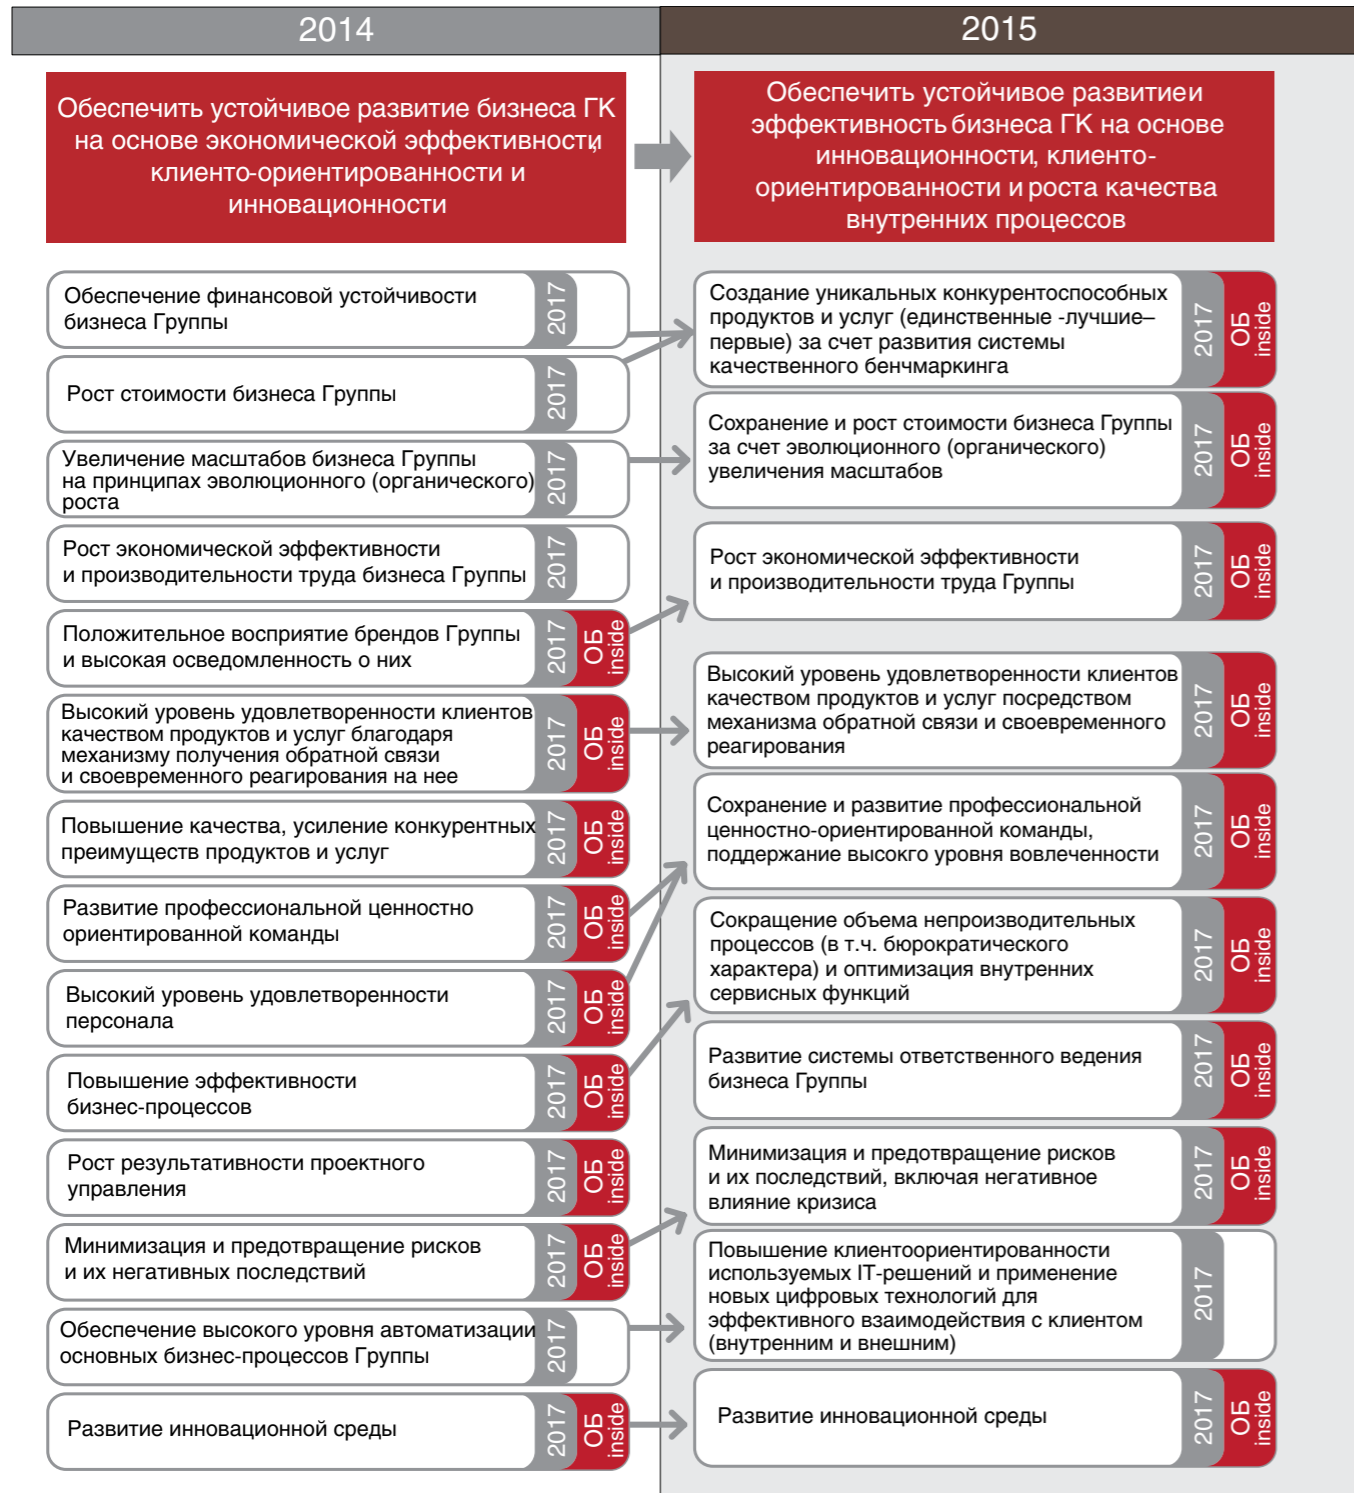 2014
Обеспечить устойчивое развитие бизнеса ГК
на основе экономической эффективности,
клиенто-ориентированности и
инновационности
Обеспечение финансовой устойчивости
бизнеса Группы
2017
Рост стоимости бизнеса Группы
2017
Увеличение масштабов бизнеса Группы
на принципах эволюционного (органического)
роста
2017
Рост экономической эффективности
и производительности труда бизнеса Группы
2017
Положительное восприятие брендов Группы
и высокая осведомленность о них
2017
ОБ
inside
Высокий уровень удовлетворенности клиентов
качеством продуктов и услуг благодаря
механизму получения обратной связи
и своевременного реагирования на нее
2017
ОБ
inside
Повышение качества, усиление конкурентных
преимуществ продуктов и услуг
2017
ОБ
inside
Развитие профессиональной ценностно
ориентированной команды
2017
ОБ
inside
Высокий уровень удовлетворенности
персонала
2017
ОБ
inside
Повышение эффективности
бизнес-процессов
2017
ОБ
inside
Рост результативности проектного
управления
2017
ОБ
inside
Минимизация и предотвращение рисков
и их негативных последствий
2017
ОБ
inside
Обеспечение высокого уровня автоматизации
основных бизнес-процессов Группы
2017
Развитие инновационной среды
2017
ОБ
inside
2015
Обеспечить устойчивое развитие и
эффективность бизнеса ГК на основе
инновационности, клиенто-
ориентированности и роста качества
внутренних процессов
Создание уникальных конкурентоспособных
продуктов и услуг (единственные -лучшие–
первые) за счет развития системы
качественного бенчмаркинга
2017
ОБ
inside
Сохранение и рост стоимости бизнеса Группы
за счет эволюционного (органического)
увеличения масштабов
2017
ОБ
inside
Рост экономической эффективности
и производительности труда Группы
2017
ОБ
inside
Высокий уровень удовлетворенности клиентов
качеством продуктов и услуг посредством
механизма обратной связи и своевременного
реагирования
2017
ОБ
inside
Сохранение и развитие профессиональной
ценностно-ориентированной команды,
поддержание высокго уровня вовлеченности
2017
ОБ
inside
Сокращение объема непроизводительных
процессов (в т.ч. бюрократического
характера) и оптимизация внутренних
сервисных функций
2017
ОБ
inside
Развитие системы ответственного ведения
бизнеса Группы
2017
ОБ
inside
Минимизация и предотвращение рисков
и их последствий, включая негативное
влияние кризиса
2017
ОБ
inside
Повышение клиентоориентированности
используемых IT-решений и применение
новых цифровых технологий для
эффективного взаимодействия с клиентом
(внутренним и внешним)
2017
Развитие инновационной среды
2017
ОБ
inside